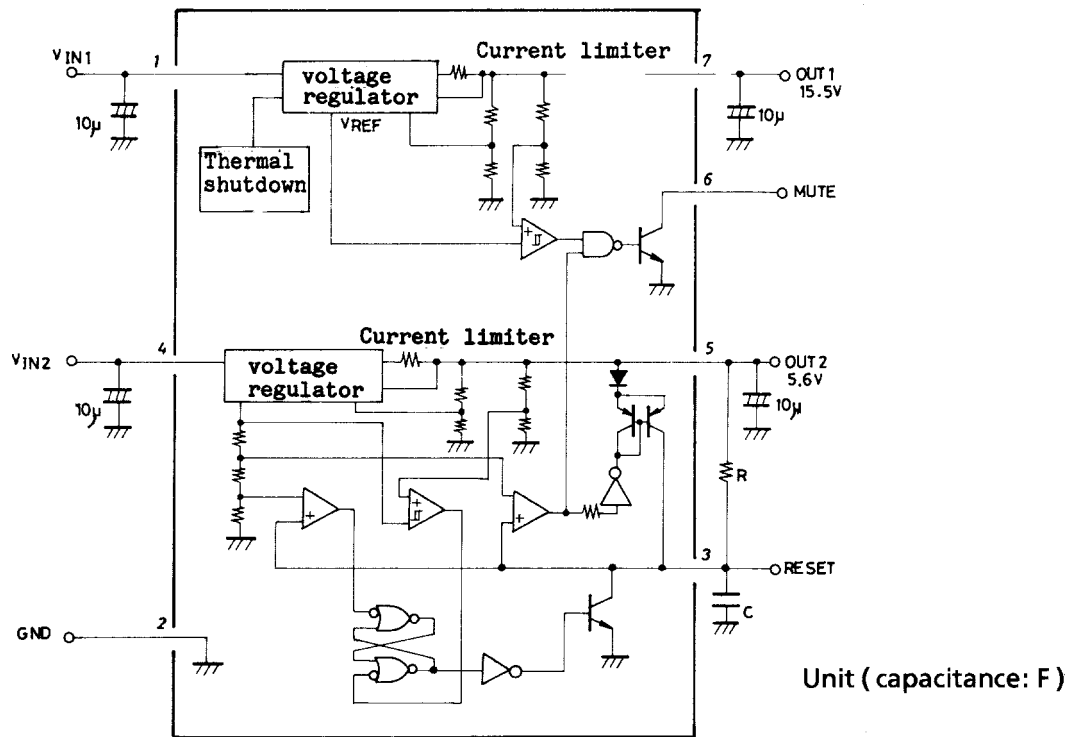 VIN1
1
Current limiter
7
OUT1
15.5V
voltage
regulator
10μ
10μ
VREF
Thermal
shutdown
6
MUTE
+
Current limiter
VIN2
4
5
OUT2
5.6V
voltage
regulator
10μ
10μ
R
+
+
+
3
RESET
C
GND
2
Unit ( capacitance: F )